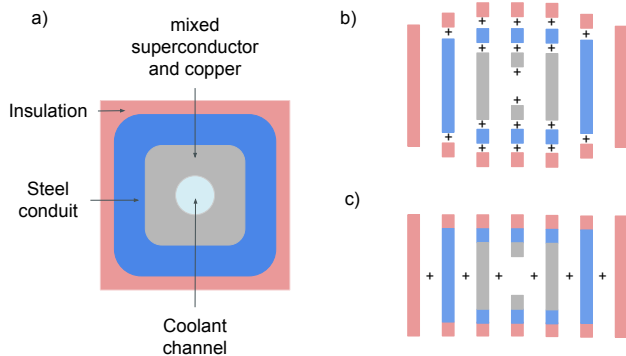 a)
mixed
superconductor
and copper
Insulation
Steel
conduit
Coolant
channel
b)
+ + + + +
+ + +
+
+
+ + +
+ + + + +
c)
+ + + + + +